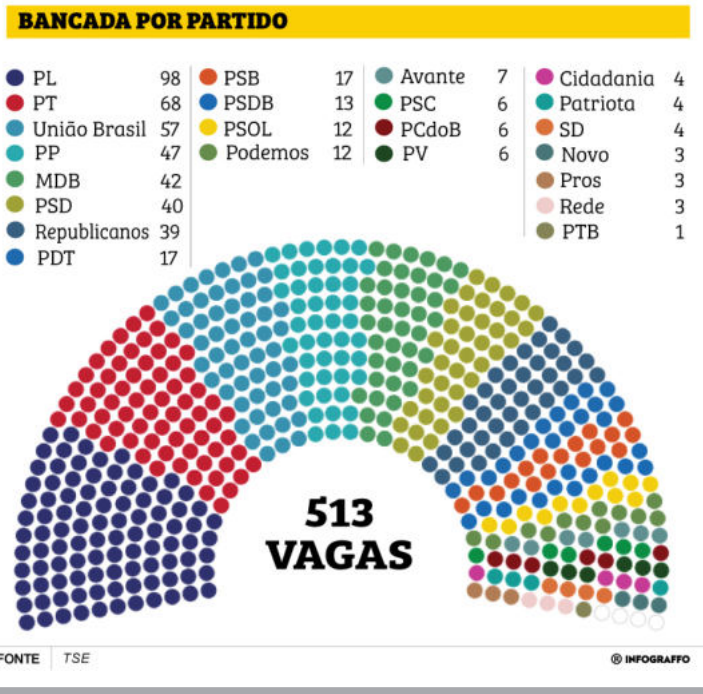 BANCADA POR PARTIDO
PL 98
PT 68
União Brasil 57
PP 47
MDB 42
PSD 40
Republicanos 39
PDT 17
PSB 17
PSDB 13
PSOL 12
Podemos 12
Avante 7
PSC 6
PCdoB 6
PV 6
Cidadania 4
Patriota 4
SD 4
Novo 3
Pros 3
Rede 3
PTB 1
513
VAGAS
FONTE TSE
® INFOGRAFFO